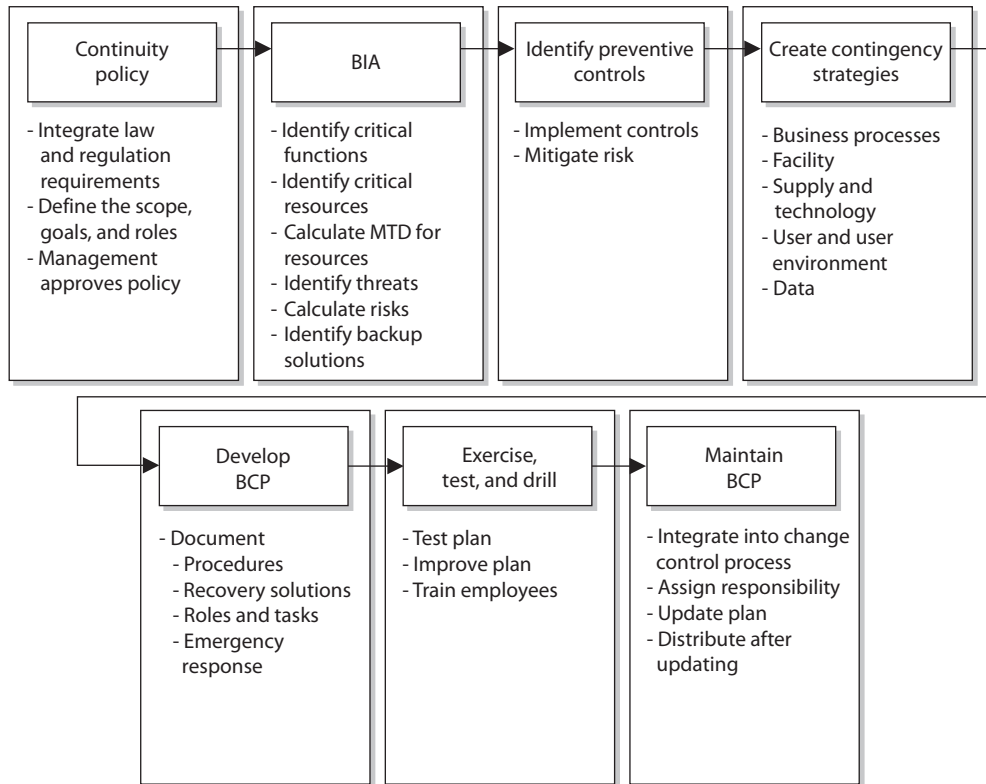 Continuity
policy
- Integrate law
and regulation
requirements
- Define the scope,
goals, and roles
- Management
approves policy
BIA
- Identify critical
functions
- Identify critical
resources
- Calculate MTD for
resources
- Identify threats
- Calculate risks
- Identify backup
solutions
Identify preventive
controls
- Implement controls
- Mitigate risk
Create contingency
strategies
- Business processes
- Facility
- Supply and
technology
- User and user
environment
- Data
Develop
BCP
- Document
- Procedures
- Recovery solutions
- Roles and tasks
- Emergency
response
Exercise,
test, and drill
- Test plan
- Improve plan
- Train employees
Maintain
BCP
- Integrate into change
control process
- Assign responsibility
- Update plan
- Distribute after
updating